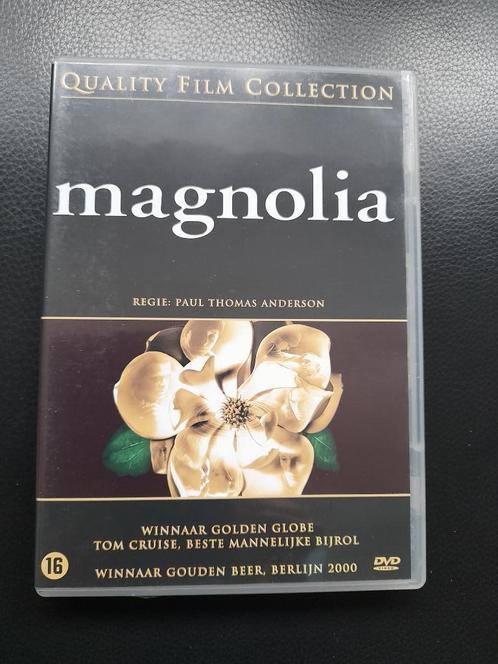 QUALITY FILM COLLECTION
magnolia
REGIE: PAUL THOMAS ANDERSON
WINNAAR GOLDEN GLOBE
TOM CRUISE, BESTE MANNELIJKE BIJROL
16
WINNAAR GOUDEN BEER, BERLIJN 2000
DVD
VIDEO